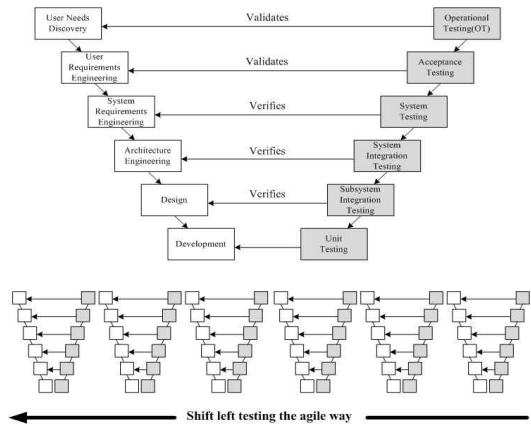 User Needs
Discovery
Validates
Operational
Testing(OT)
User
Requirements
Engineering
Validates
Acceptance
Testing
System
Requirements
Engineering
Verifies
System
Testing
Architecture
Engineering
Verifies
System
Integration
Testing
Design
Verifies
Subsystem
Integration
Testing
Development
Unit
Testing
Shift left testing the agile way